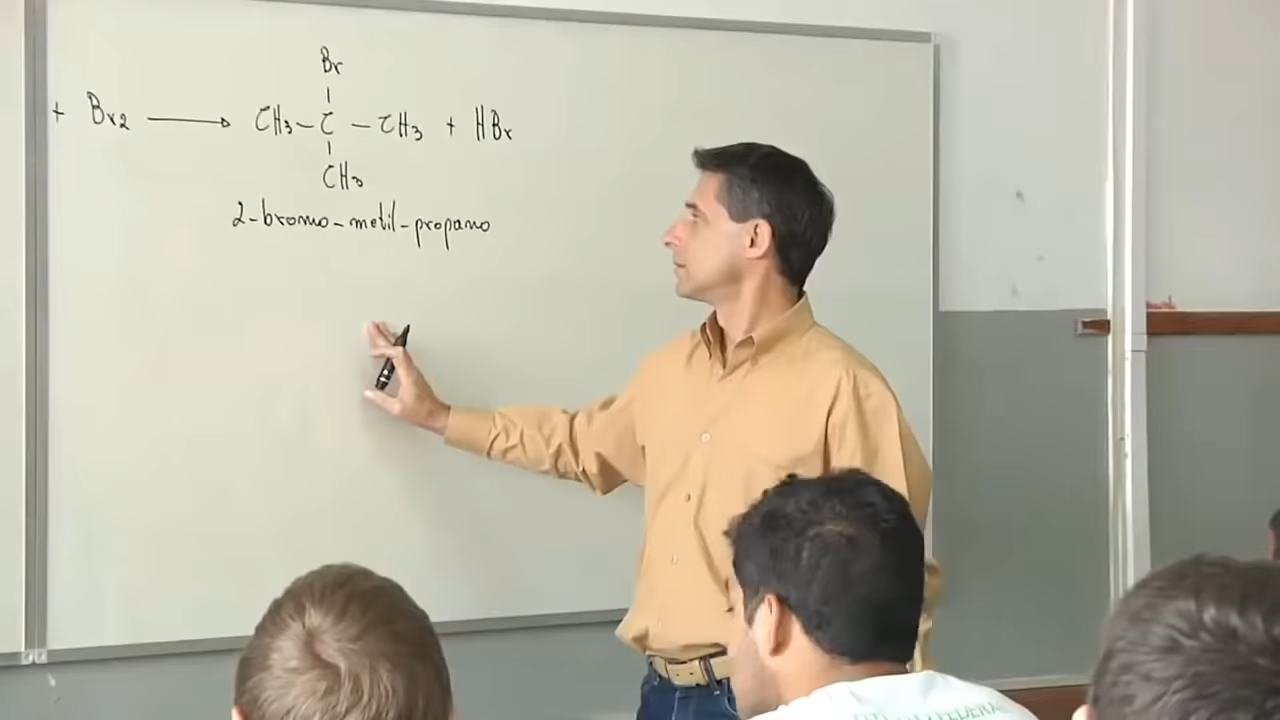 Br
+ Br2 ⟶ CH3 – C – CH3 + HBr
CH3
2-bromo-metil-propano